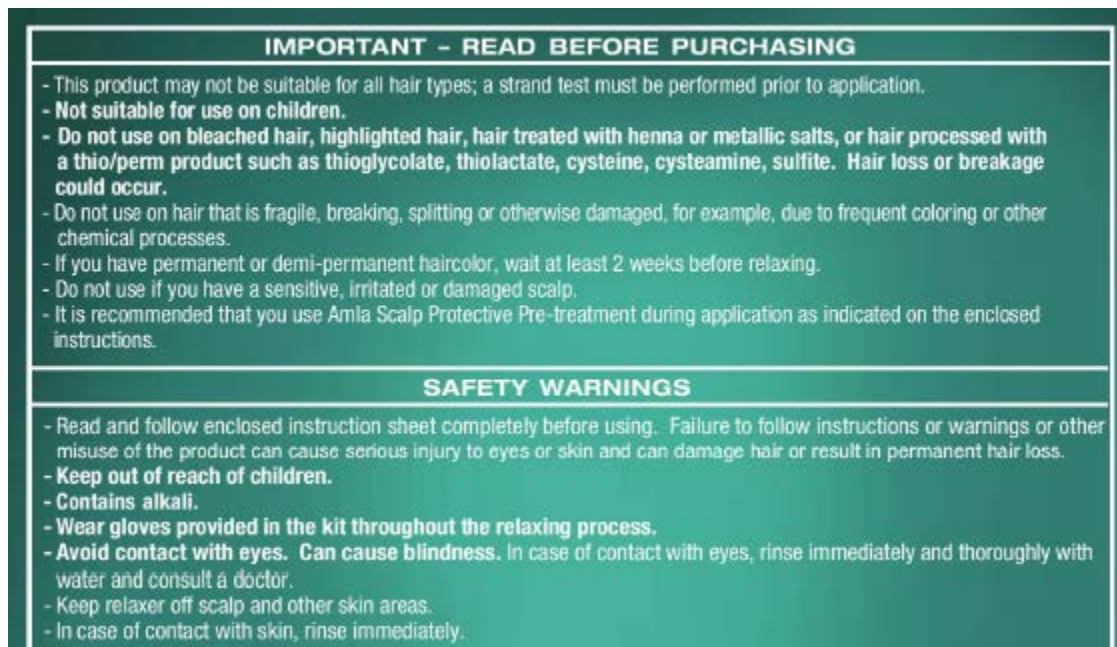 IMPORTANT - READ BEFORE PURCHASING
- This product may not be suitable for all hair types; a strand test must be performed prior to application.
- Not suitable for use on children.
- Do not use on bleached hair, highlighted hair, hair treated with henna or metallic salts, or hair processed with
a thio/perm product such as thioglycolate, thiolactate, cysteine, cysteamine, sulfite. Hair loss or breakage
could occur.
- Do not use on hair that is fragile, breaking, splitting or otherwise damaged, for example, due to frequent coloring or other
chemical processes.
- If you have permanent or demi-permanent haircolor, wait at least 2 weeks before relaxing.
- Do not use if you have a sensitive, irritated or damaged scalp.
- It is recommended that you use Amla Scalp Protective Pre-treatment during application as indicated on the enclosed
instructions.
SAFETY WARNINGS
- Read and follow enclosed instruction sheet completely before using. Failure to follow instructions or warnings or other
misuse of the product can cause serious injury to eyes or skin and can damage hair or result in permanent hair loss.
- Keep out of reach of children.
- Contains alkali.
- Wear gloves provided in the kit throughout the relaxing process.
- Avoid contact with eyes. Can cause blindness. In case of contact with eyes, rinse immediately and thoroughly with
water and consult a doctor.
- Keep relaxer off scalp and other skin areas.
- In case of contact with skin, rinse immediately.